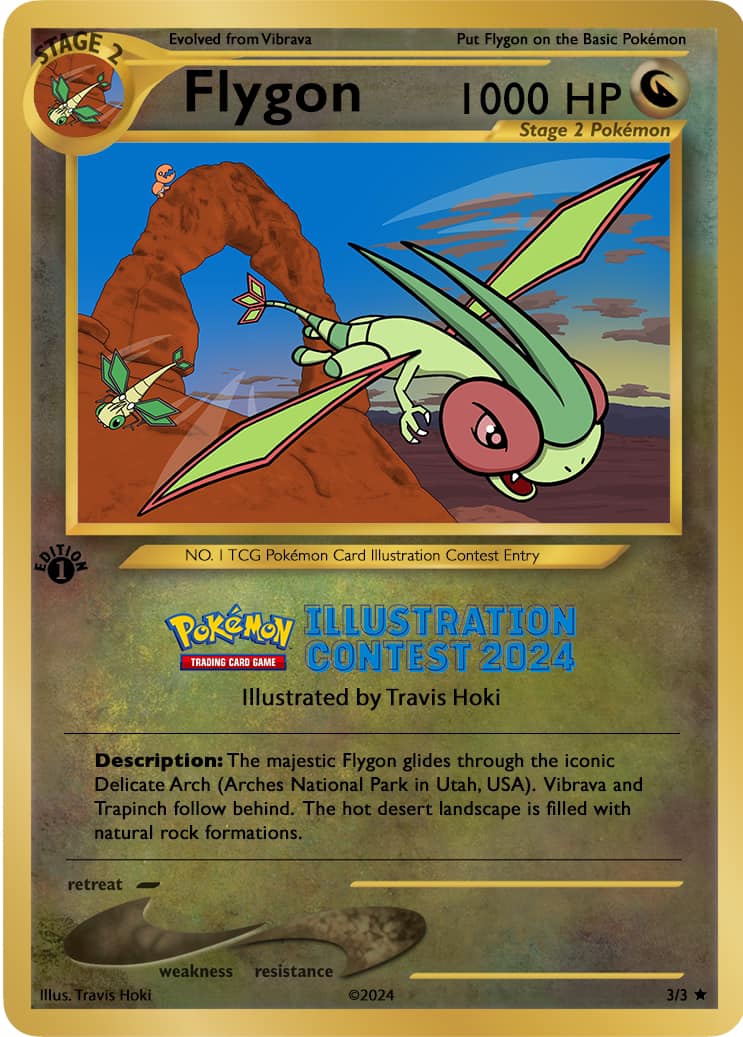 STAGE 2
Evolved from Vibrava
Put Flygon on the Basic Pokémon
Flygon
1000 HP
Stage 2 Pokémon
EDITION
1
NO. 1 TCG Pokémon Card Illustration Contest Entry
POKéMON
TRADING CARD GAME
ILLUSTRATION
CONTEST 2024
Illustrated by Travis Hoki
Description: The majestic Flygon glides through the iconic
Delicate Arch (Arches National Park in Utah, USA). Vibrava and
Trapinch follow behind. The hot desert landscape is filled with
natural rock formations.
retreat
weakness
resistance
Illus. Travis Hoki
©2024
3/3 ★